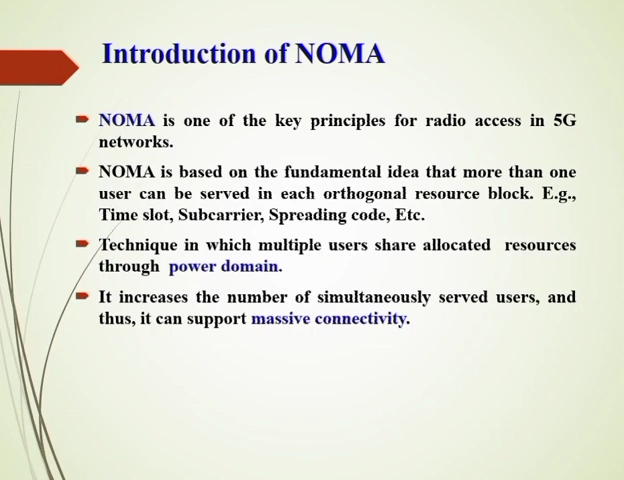 Introduction of NOMA
NOMA is one of the key principles for radio access in 5G
networks.
NOMA is based on the fundamental idea that more than one
user can be served in each orthogonal resource block. E.g.,
Time slot, Subcarrier, Spreading code, Etc.
Technique in which multiple users share allocated resources
through power domain.
It increases the number of simultaneously served users, and
thus, it can support massive connectivity.